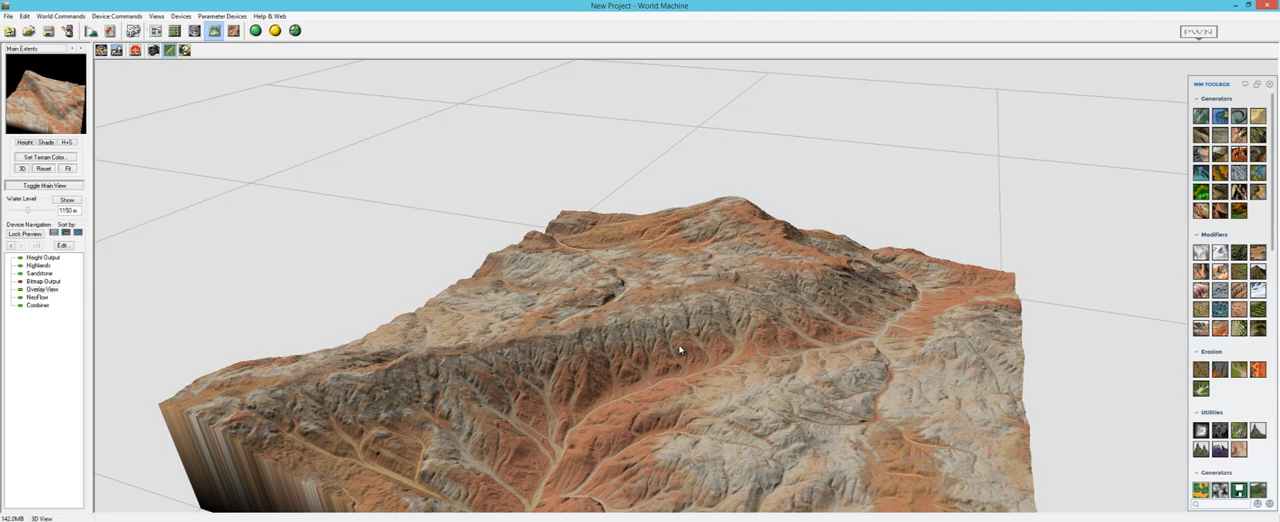 New Project - World Machine
File Edit World Commands Device Commands Views Devices Parameter Devices Help & Web
PWN
Main Extents
Height Shade H+S
Set Terrain Color...
3D Reset Fit
Toggle Main View
Water Level Show
1150 m
Device Navigation Sort by:
Lock Preview
Edit...
Height Output
Highlands
Sandstone
Bitmap Output
Overlay View
NeoFlow
Combiner
WM TOOLBOX
Generators
Modifiers
Erosion
Utilities
Generators
142.0MB 3D View